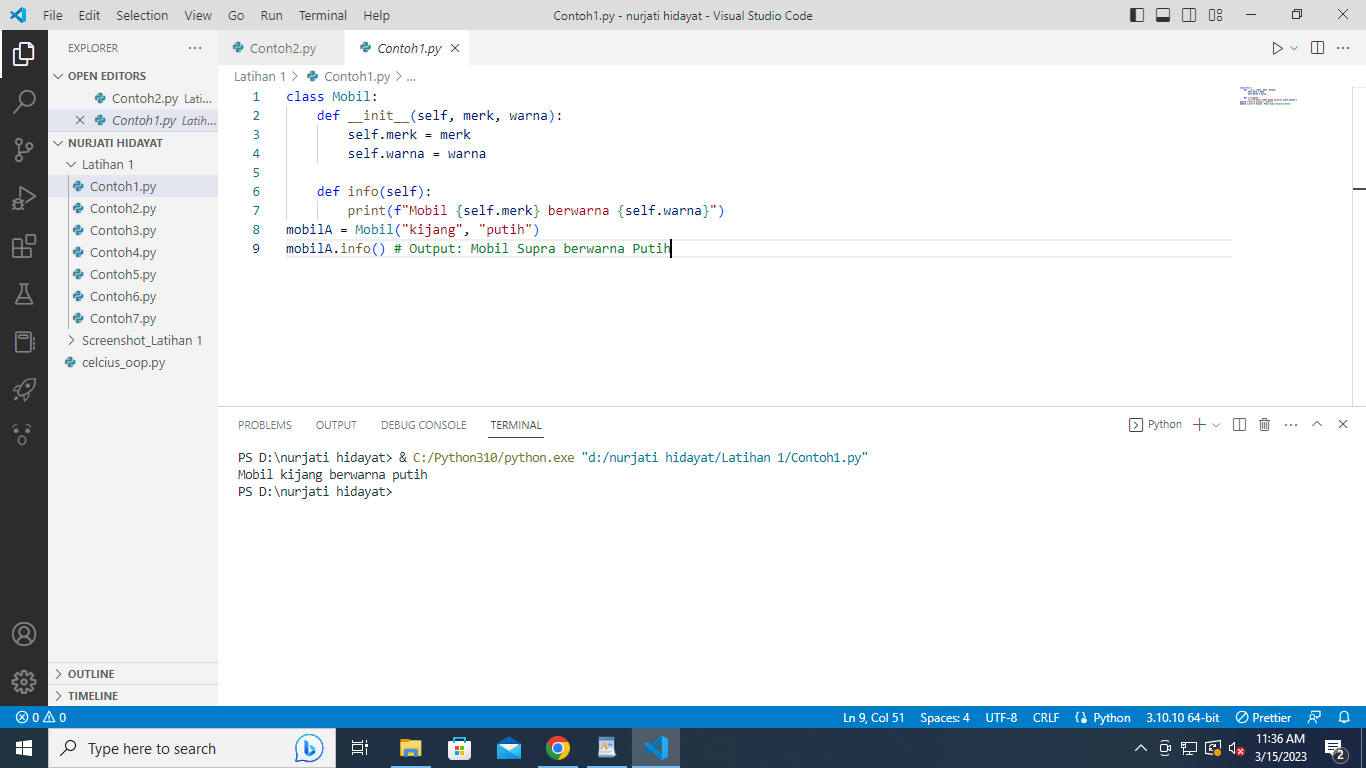 File Edit Selection View Go Run Terminal Help
Contoh1.py - nurjati hidayat - Visual Studio Code
EXPLORER
OPEN EDITORS
Contoh2.py Lati...
Contoh1.py Latih...
NURJATI HIDAYAT
Latihan 1
Contoh1.py
Contoh2.py
Contoh3.py
Contoh4.py
Contoh5.py
Contoh6.py
Contoh7.py
Screenshot_Latihan 1
celcius_oop.py
OUTLINE
TIMELINE
Contoh2.py
Contoh1.py
Latihan 1 > Contoh1.py > ...
1 class Mobil:
2 def __init__(self, merk, warna):
3 self.merk = merk
4 self.warna = warna
5
6 def info(self):
7 print(f"Mobil {self.merk} berwarna {self.warna}")
8 mobilA = Mobil("kijang", "putih")
9 mobilA.info() # Output: Mobil Supra berwarna Putih
PROBLEMS OUTPUT DEBUG CONSOLE TERMINAL
Python
PS D:\nurjati hidayat> & C:/Python310/python.exe "d:/nurjati hidayat/Latihan 1/Contoh1.py"
Mobil kijang berwarna putih
PS D:\nurjati hidayat>
0 0
Ln 9, Col 51 Spaces: 4 UTF-8 CRLF Python 3.10.10 64-bit Prettier
Type here to search
11:36 AM
3/15/2023
2